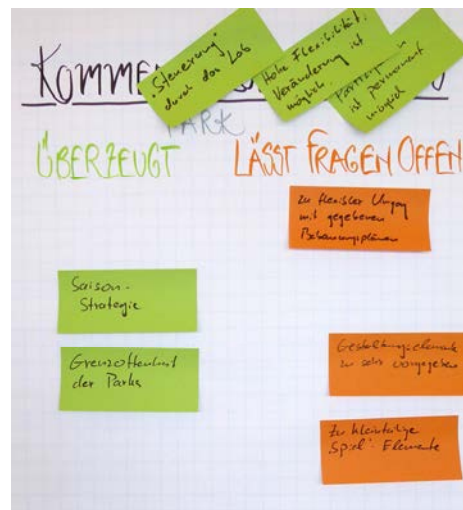 "Steuerung"
durch das Lab
Hohe Flexibilität:
Veränderung ist
möglich.
ist permanent
möglich
KOMME
PARK
ÜBERZEUGT
LÄSST FRAGEN OFFEN
Zu flexibler Umgang
mit gegebenen
Bebauungsplänen
Saison-
Strategie
Grenzoffenheit
der Parks
Gestaltungselemente
zu sehr vorgegeben
Zu kleinteilige
"Spiel"-Elemente